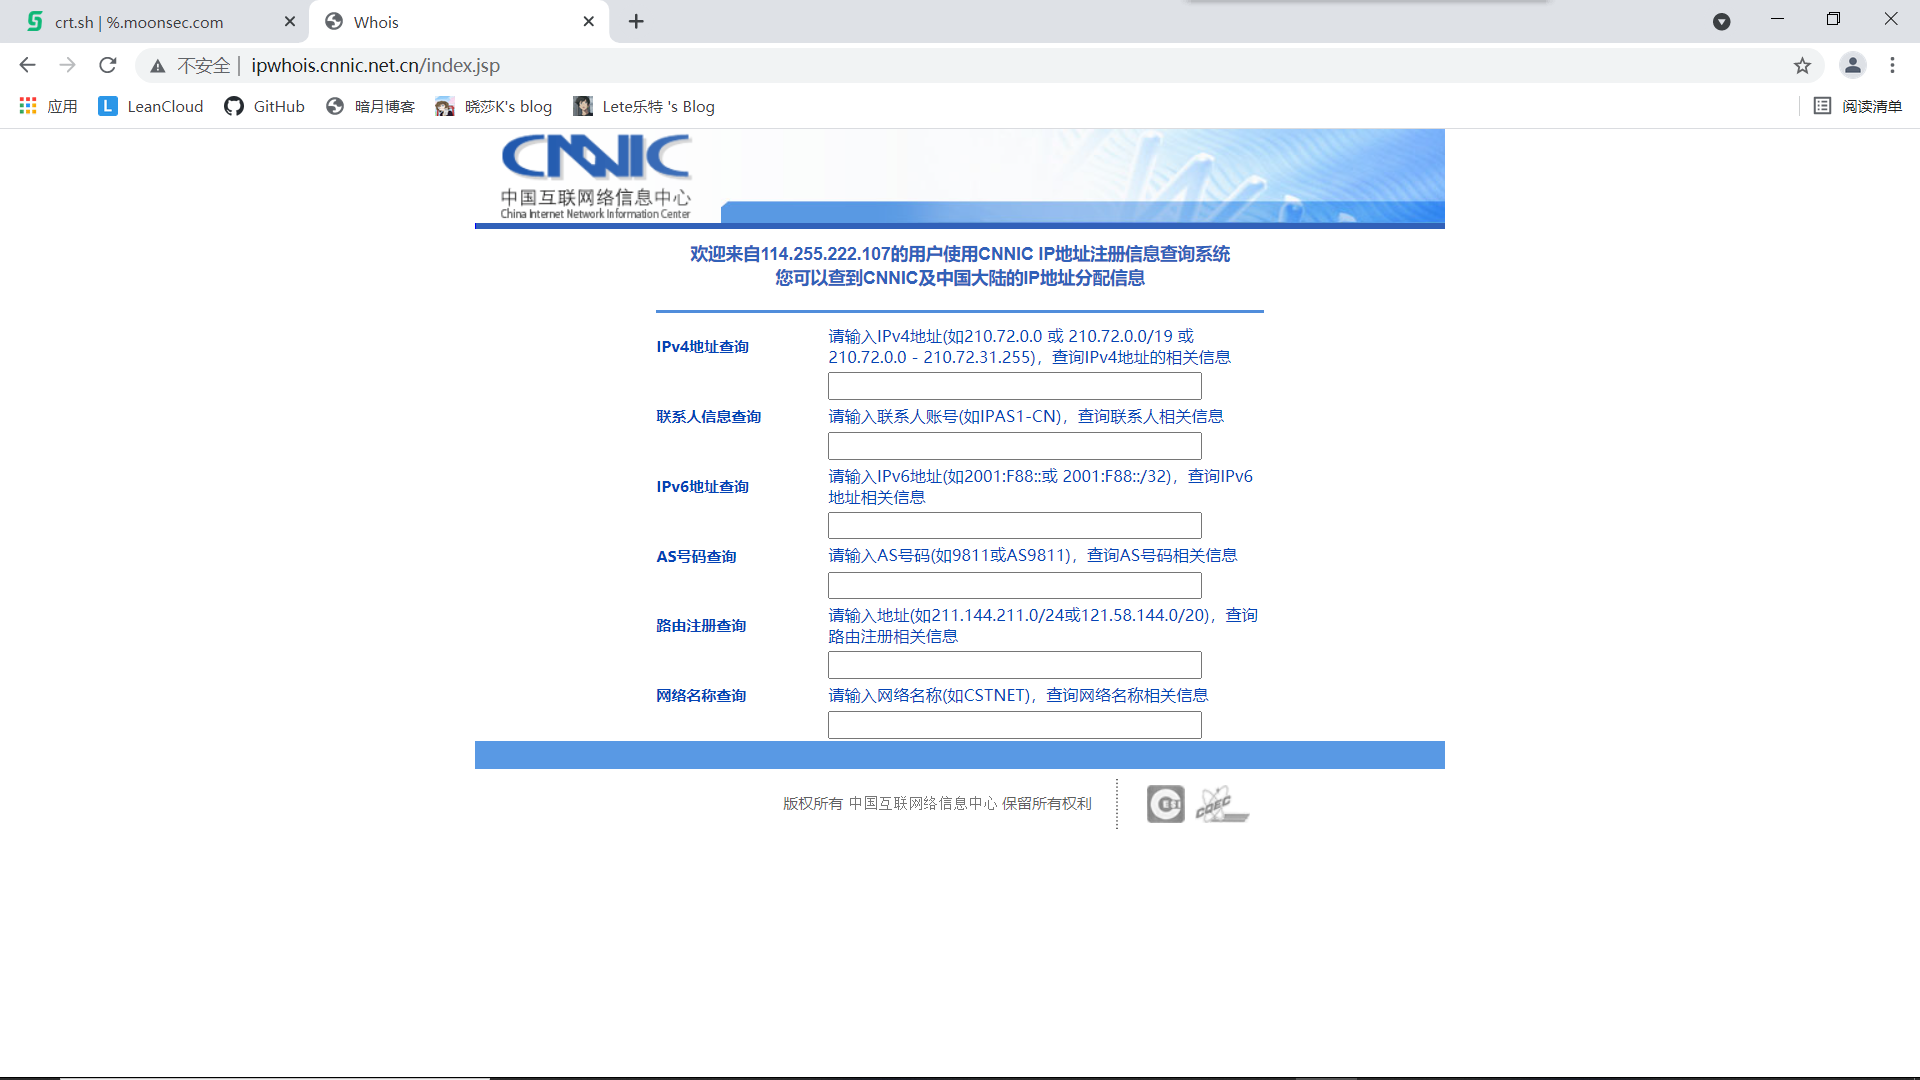 crt.sh | %.moonsec.com
Whois
不安全 | ipwhois.cnnic.net.cn/index.jsp
应用
LeanCloud
GitHub
暗月博客
晓莎K's blog
Lete乐特 's Blog
阅读清单
CNNIC
中国互联网络信息中心
China Internet Network Information Center
欢迎来自114.255.222.107的用户使用CNNIC IP地址注册信息查询系统
您可以查到CNNIC及中国大陆的IP地址分配信息
IPv4地址查询
请输入IPv4地址(如210.72.0.0 或 210.72.0.0/19 或
210.72.0.0 - 210.72.31.255)，查询IPv4地址的相关信息
联系人信息查询
请输入联系人账号(如IPAS1-CN)，查询联系人相关信息
IPv6地址查询
请输入IPv6地址(如2001:F88::或 2001:F88::/32)，查询IPv6
地址相关信息
AS号码查询
请输入AS号码(如9811或AS9811)，查询AS号码相关信息
路由注册查询
请输入地址(如211.144.211.0/24或121.58.144.0/20)，查询
路由注册相关信息
网络名称查询
请输入网络名称(如CSTNET)，查询网络名称相关信息
版权所有 中国互联网络信息中心 保留所有权利
CQEC